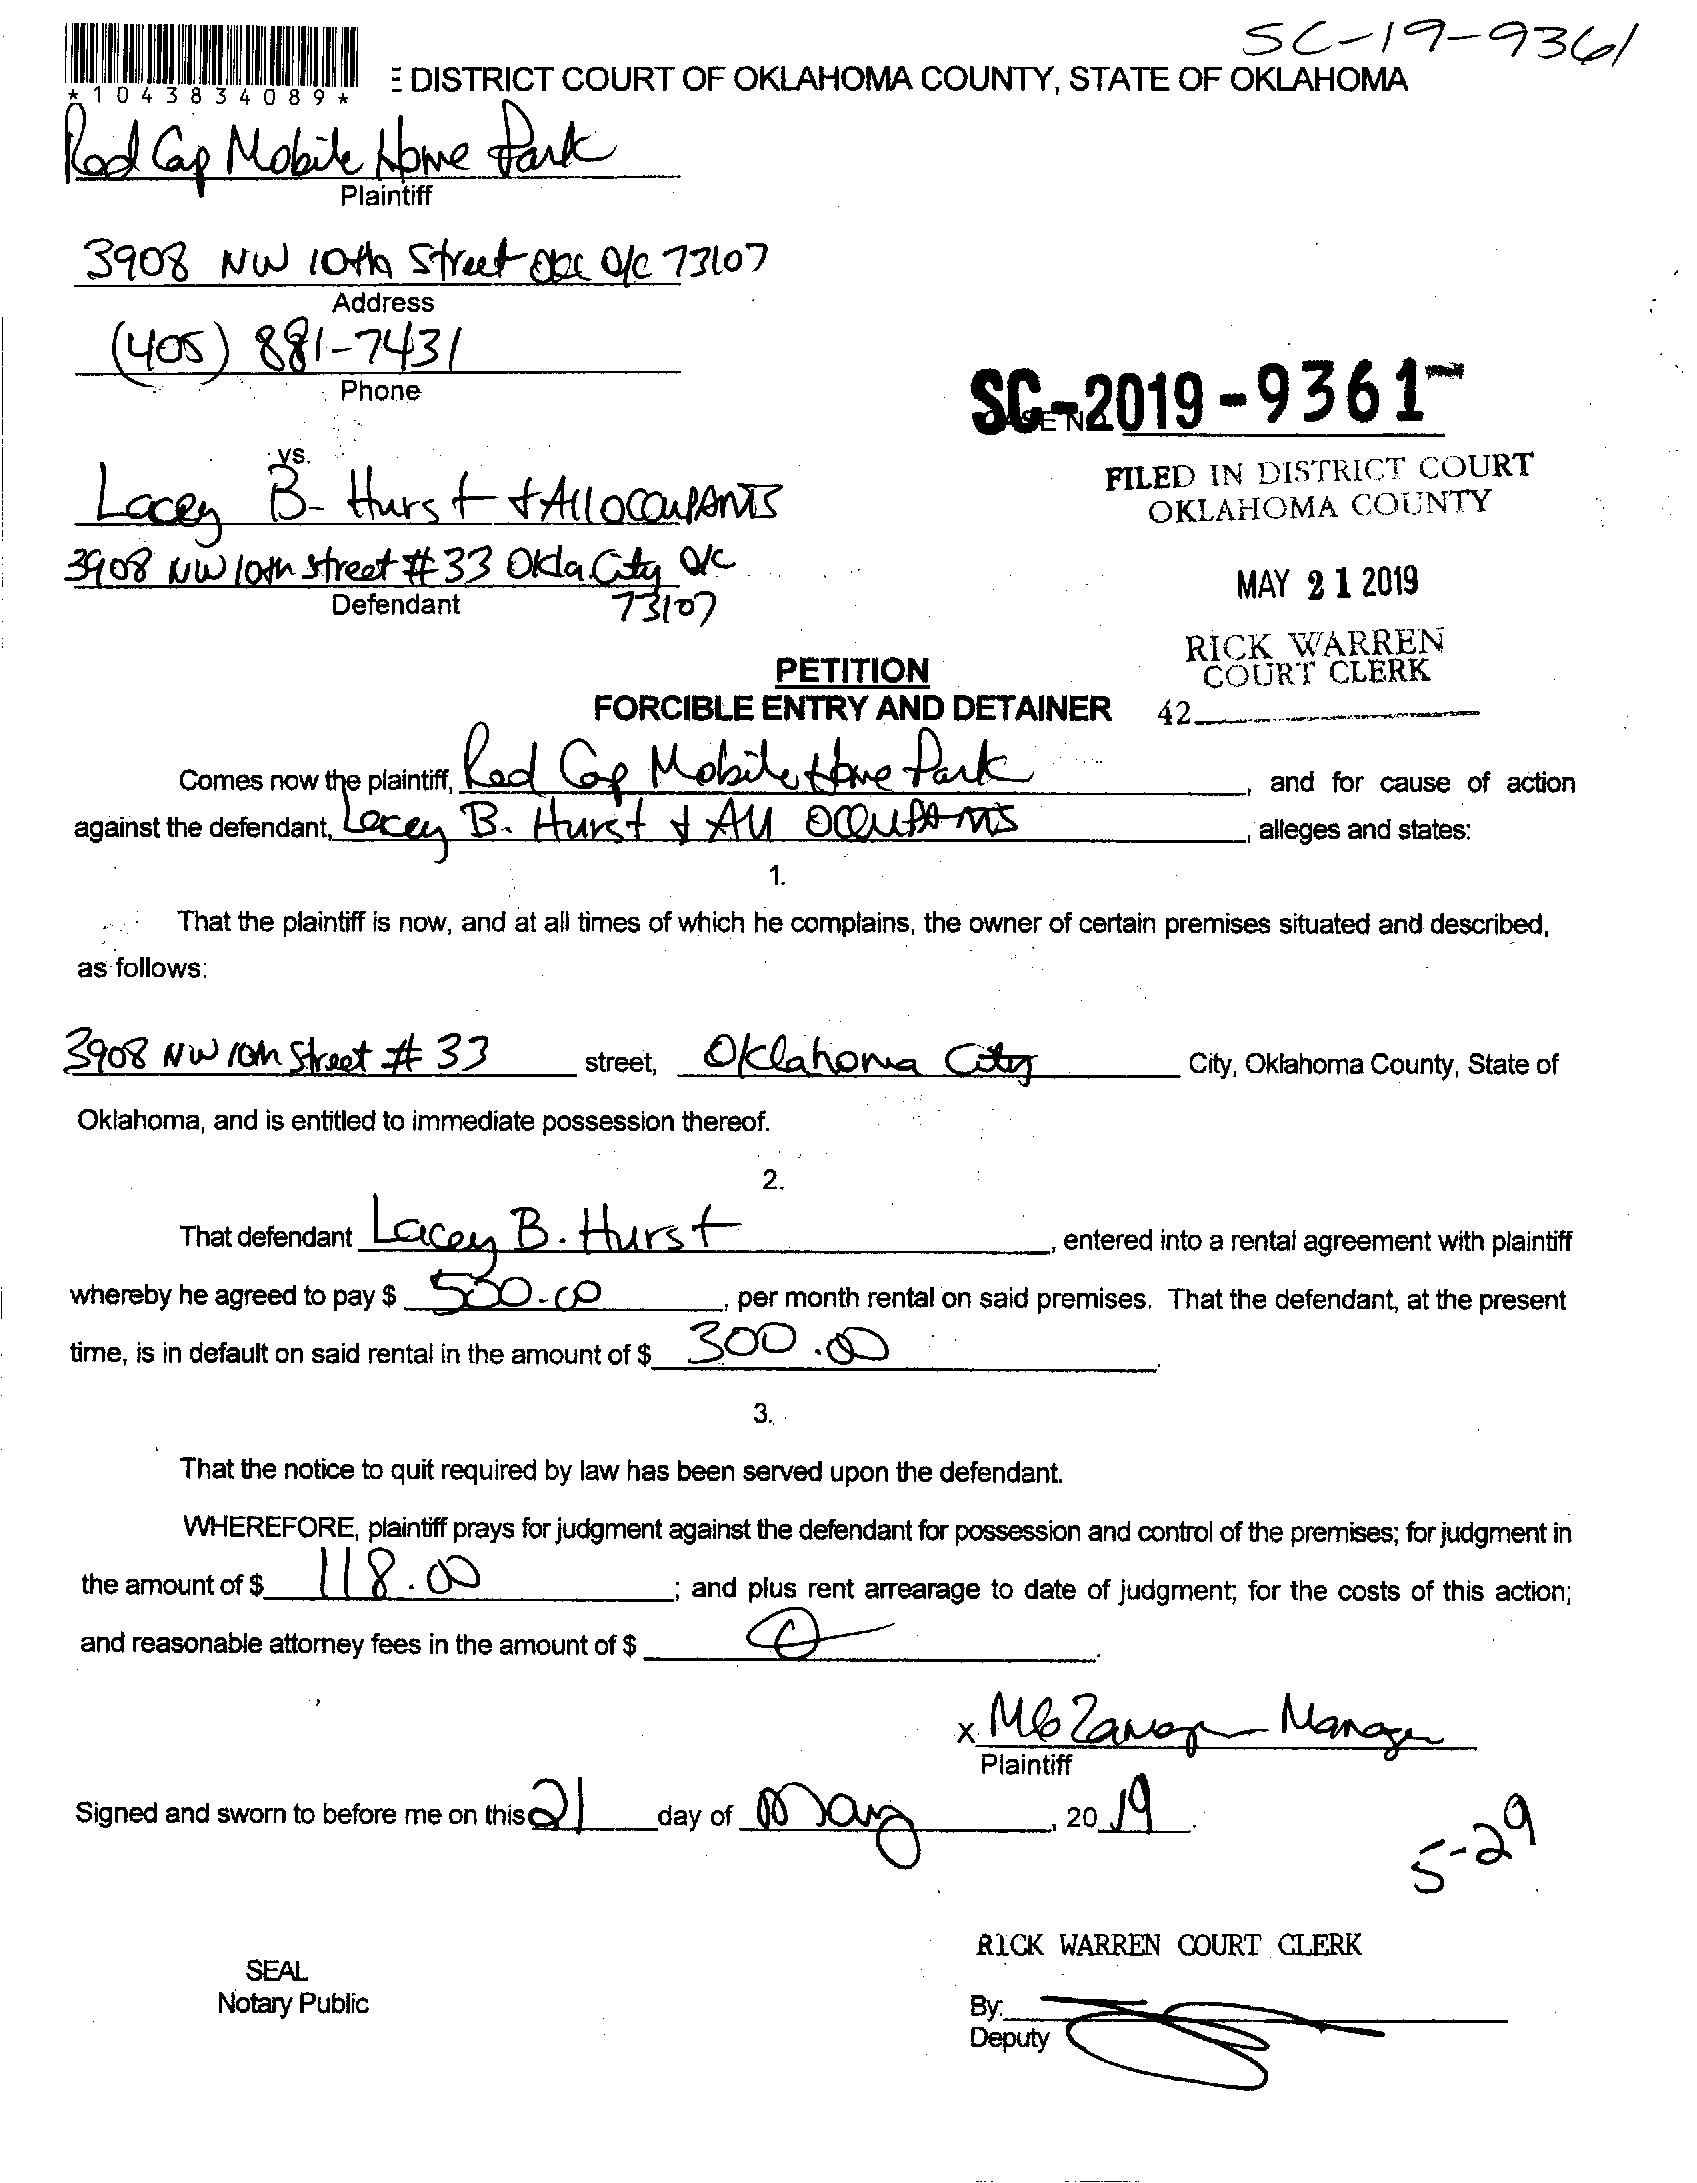 SC-19-9361
*1043834089*
E DISTRICT COURT OF OKLAHOMA COUNTY, STATE OF OKLAHOMA
Rod Cap Mobile Home Park
Plaintiff
3908 NW 10th Street OKC OK 73107
Address
(405) 881-7431
Phone
SC-2019-9361
vs.
FILED IN DISTRICT COURT
OKLAHOMA COUNTY
Lacey B. Hurst & All occupANTS
3908 NW 10th street #33 Okla. City OK
73107
Defendant
MAY 21 2019
RICK WARREN
COURT CLERK
42
PETITION
FORCIBLE ENTRY AND DETAINER
Comes now the plaintiff, Rod Cap Mobile Home Park, and for cause of action
against the defendant, Lacey B. Hurst & All OccupANTS, alleges and states:
1.
That the plaintiff is now, and at all times of which he complains, the owner of certain premises situated and described,
as follows:
3908 NW 10th Street # 33 street, Oklahoma City City, Oklahoma County, State of
Oklahoma, and is entitled to immediate possession thereof.
2.
That defendant Lacey B. Hurst, entered into a rental agreement with plaintiff
whereby he agreed to pay $ 500.00, per month rental on said premises. That the defendant, at the present
time, is in default on said rental in the amount of $ 300.00.
3.
That the notice to quit required by law has been served upon the defendant.
WHEREFORE, plaintiff prays for judgment against the defendant for possession and control of the premises; for judgment in
the amount of $ 118.00; and plus rent arrearage to date of judgment; for the costs of this action;
and reasonable attorney fees in the amount of $
x Manager
Plaintiff
Signed and sworn to before me on this 21 day of May, 20 19.
5-29
RICK WARREN COURT CLERK
SEAL
Notary Public
By:
Deputy